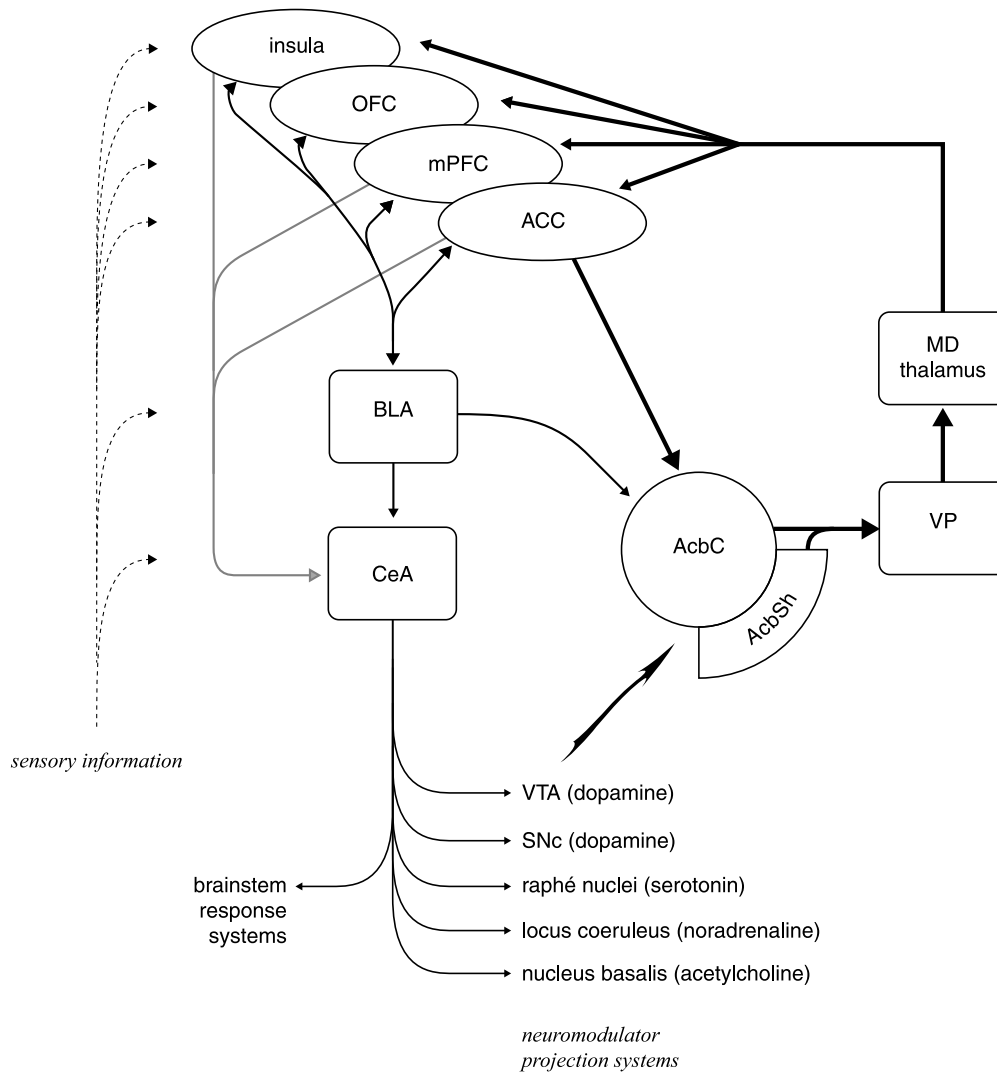 insula
OFC
mPFC
ACC
MD
thalamus
BLA
VP
AcbC
CeA
AcbSh
sensory information
VTA (dopamine)
SNc (dopamine)
brainstem
response
systems
raphé nuclei (serotonin)
locus coeruleus (noradrenaline)
nucleus basalis (acetylcholine)
neuromodulator
projection systems